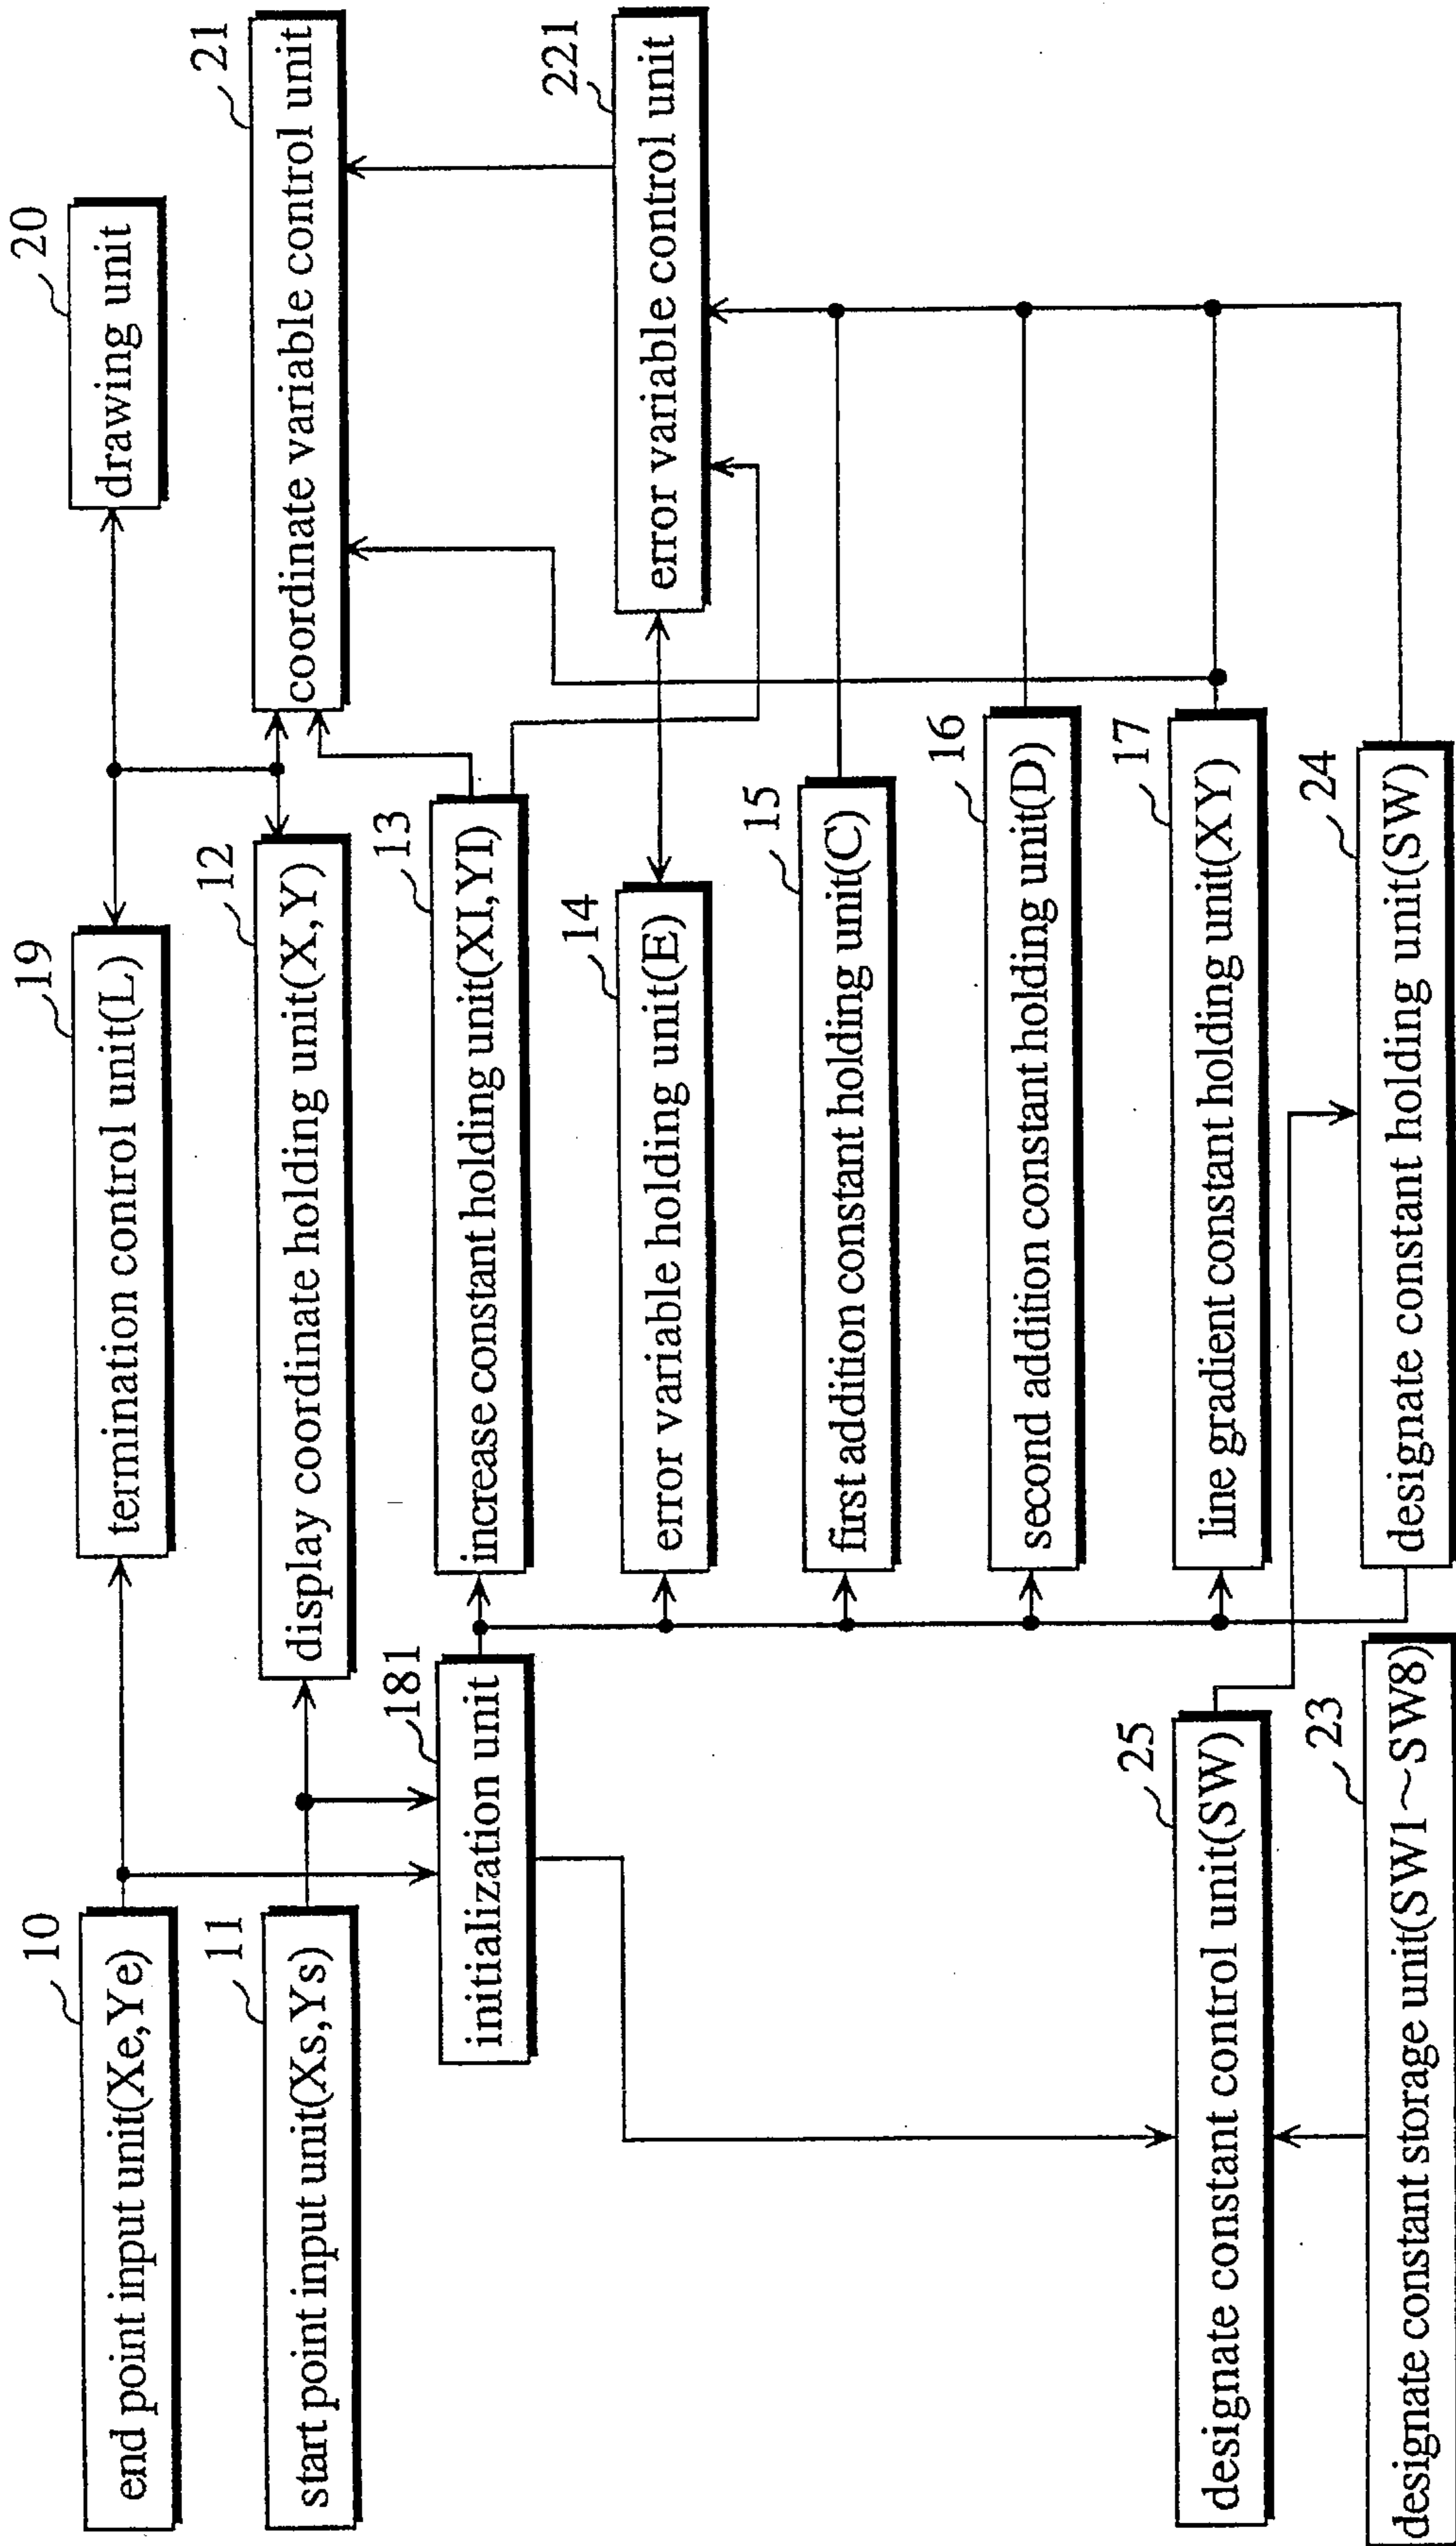 10
end point input unit(Xe,Ye)
11
start point input unit(Xs,Ys)
181
initialization unit
25
designate constant control unit(SW)
23
designate constant storage unit(SW1~SW8)
19
termination control unit(L)
12
display coordinate holding unit(X,Y)
13
increase constant holding unit(XI,YI)
14
error variable holding unit(E)
15
first addition constant holding unit(C)
16
second addition constant holding unit(D)
17
line gradient constant holding unit(XY)
24
designate constant holding unit(SW)
20
drawing unit
21
coordinate variable control unit
221
error variable control unit